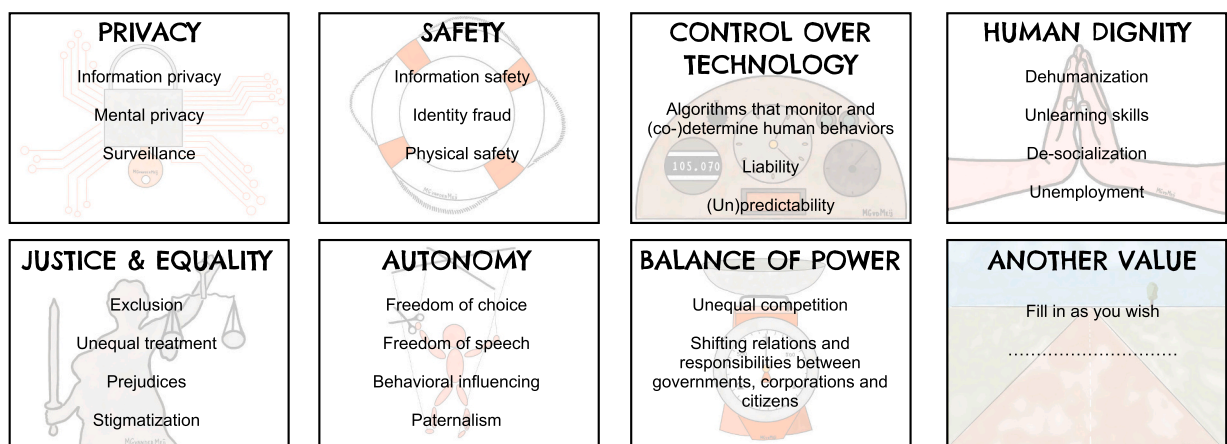 PRIVACY
Information privacy
Mental privacy
Surveillance
SAFETY
Information safety
Identity fraud
Physical safety
CONTROL OVER
TECHNOLOGY
Algorithms that monitor and
(co-)determine human behaviors
105,070
Liability
(Un)predictability
HUMAN DIGNITY
Dehumanization
Unlearning skills
De-socialization
Unemployment
JUSTICE & EQUALITY
Exclusion
Unequal treatment
Prejudices
Stigmatization
AUTONOMY
Freedom of choice
Freedom of speech
Behavioral influencing
Paternalism
BALANCE OF POWER
Unequal competition
Shifting relations and
responsibilities between
governments, corporations and
citizens
ANOTHER VALUE
Fill in as you wish
..............................